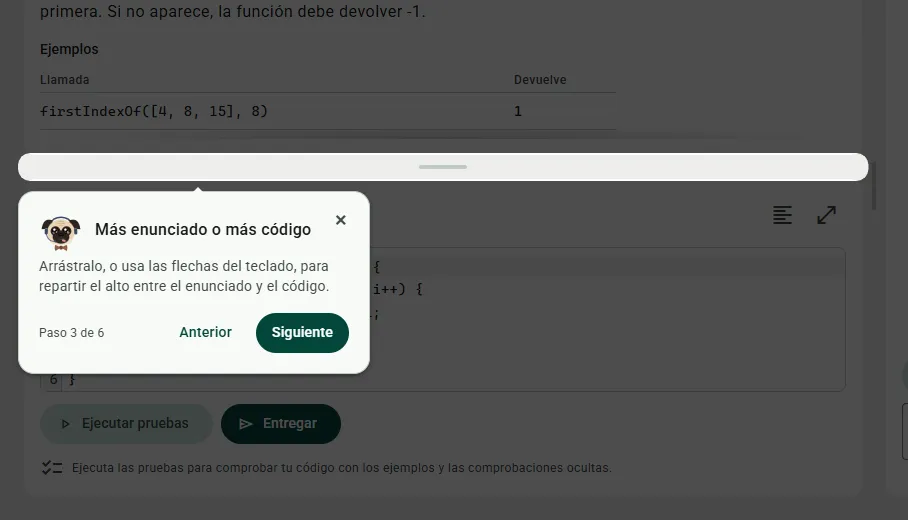 primera. Si no aparece, la función debe devolver -1.
Ejemplos
Llamada Devuelve
firstIndexOf([4, 8, 15], 8) 1
Más enunciado o más código
Arrástralo, o usa las flechas del teclado, para
repartir el alto entre el enunciado y el código.
Paso 3 de 6 Anterior Siguiente
{
i++) {
;
6 }
Ejecutar pruebas Entregar
Ejecuta las pruebas para comprobar tu código con los ejemplos y las comprobaciones ocultas.